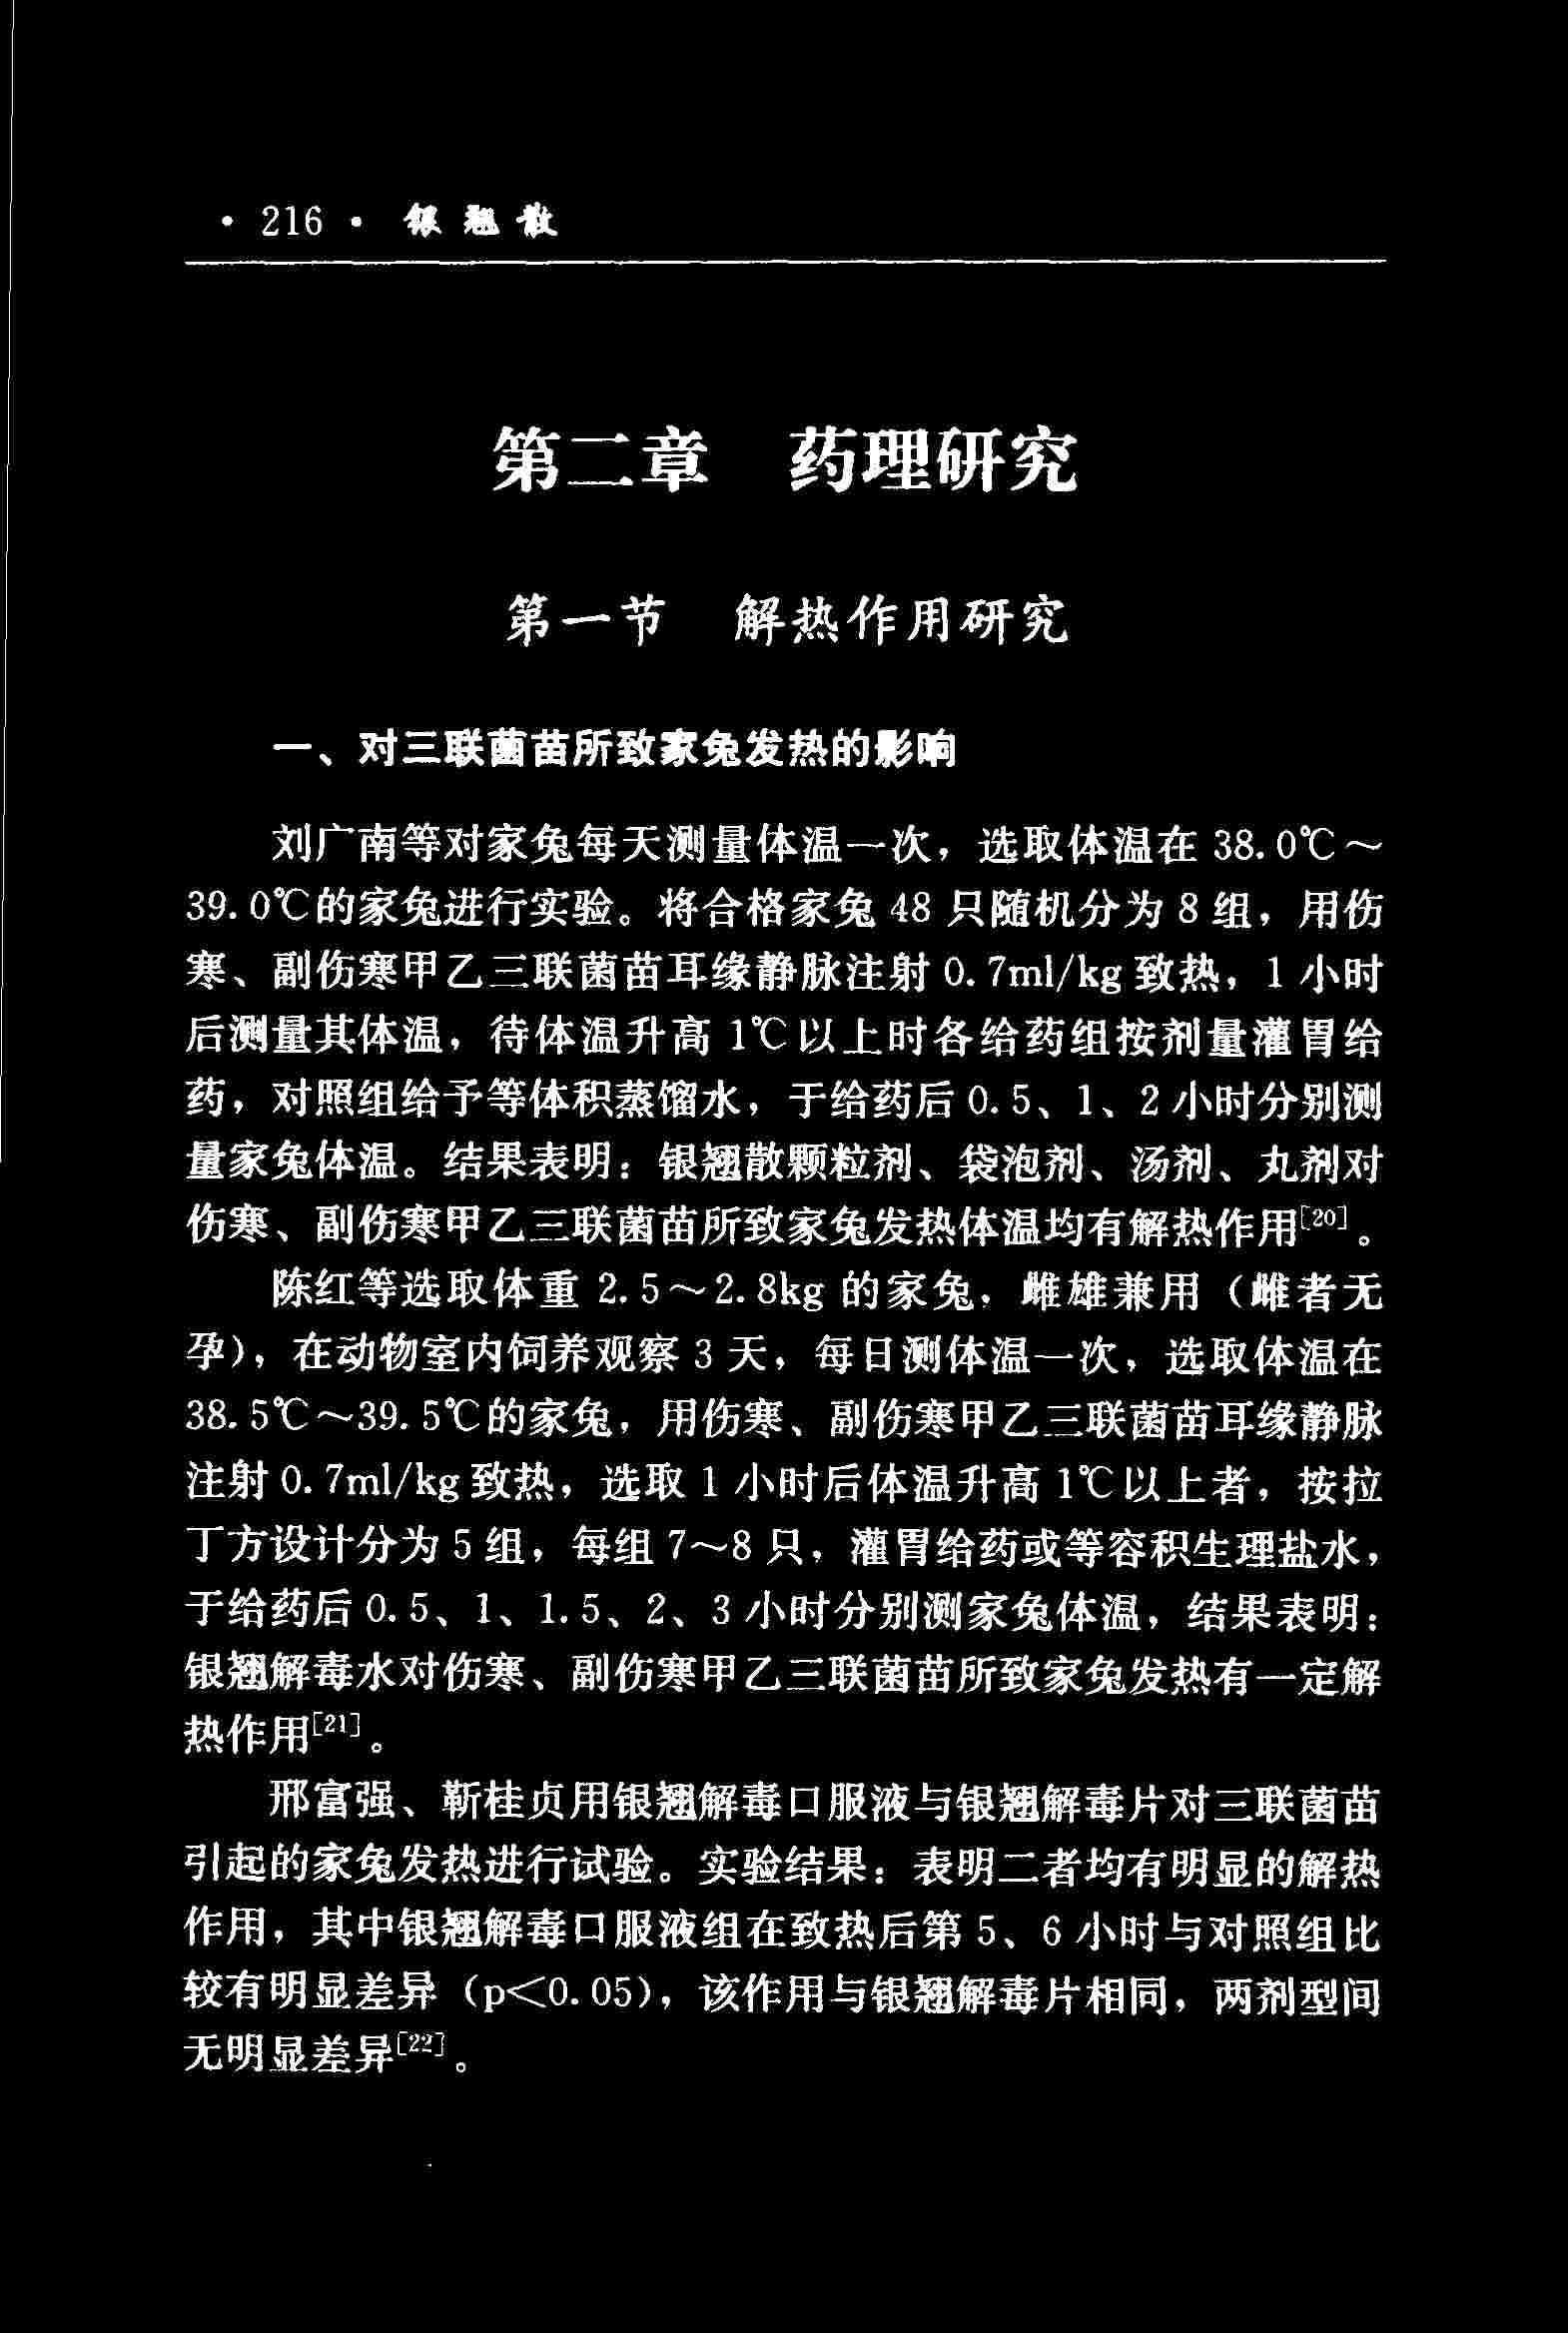 · 216 · 银翘散
第二章 药理研究
第一节 解热作用研究
一、对三联菌苗所致家兔发热的影响
刘广南等对家兔每天测量体温一次，选取体温在 38.0℃～
39.0℃的家兔进行实验。将合格家兔 48 只随机分为 8 组，用伤
寒、副伤寒甲乙三联菌苗耳缘静脉注射 0.7ml/kg 致热，1 小时
后测量其体温，待体温升高 1℃以上时各给药组按剂量灌胃给
药，对照组给予等体积蒸馏水，于给药后 0.5、1、2 小时分别测
量家兔体温。结果表明：银翘散颗粒剂、袋泡剂、汤剂、丸剂对
伤寒、副伤寒甲乙三联菌苗所致家兔发热体温均有解热作用[20]。
陈红等选取体重 2.5～2.8kg 的家兔，雌雄兼用（雌者无
孕），在动物室内饲养观察 3 天，每日测体温一次，选取体温在
38.5℃～39.5℃的家兔，用伤寒、副伤寒甲乙三联菌苗耳缘静脉
注射 0.7ml/kg 致热，选取 1 小时后体温升高 1℃以上者，按拉
丁方设计分为 5 组，每组 7～8 只，灌胃给药或等容积生理盐水，
于给药后 0.5、1、1.5、2、3 小时分别测家兔体温，结果表明：
银翘解毒水对伤寒、副伤寒甲乙三联菌苗所致家兔发热有一定解
热作用[21]。
邢富强、靳桂贞用银翘解毒口服液与银翘解毒片对三联菌苗
引起的家兔发热进行试验。实验结果：表明二者均有明显的解热
作用，其中银翘解毒口服液组在致热后第 5、6 小时与对照组比
较有明显差异（p<0.05），该作用与银翘解毒片相同，两剂型间
无明显差异[22]。